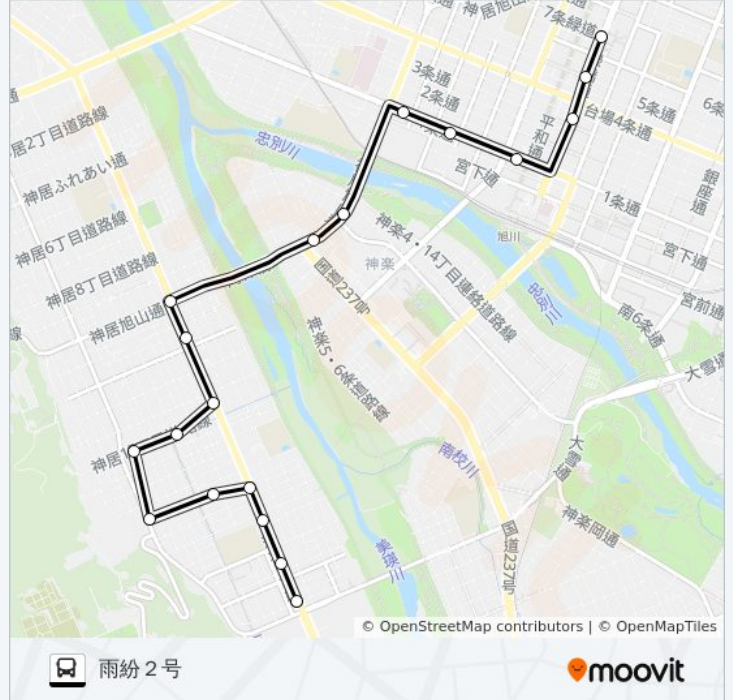 神居旭山
7条緑道
3条通
2条通
5条通
6条
台場4条通
平和通
忠別川
居2丁目道路線
神居ふれあい通
宮下通
銀座通
1条通
神居6丁目道路線
神楽4・14丁目連絡道路線
旭川
宮下通
神居8丁目道路線
神楽
国道237号
忠別川
宮前通
神居旭山通
南6条通
神楽5・6条道路線
大雪通
神居1
路線
南校川
大雪通
神楽岡通
国道237号
美瑛川
© OpenStreetMap contributors | © OpenMapTiles
雨紛２号
moovit